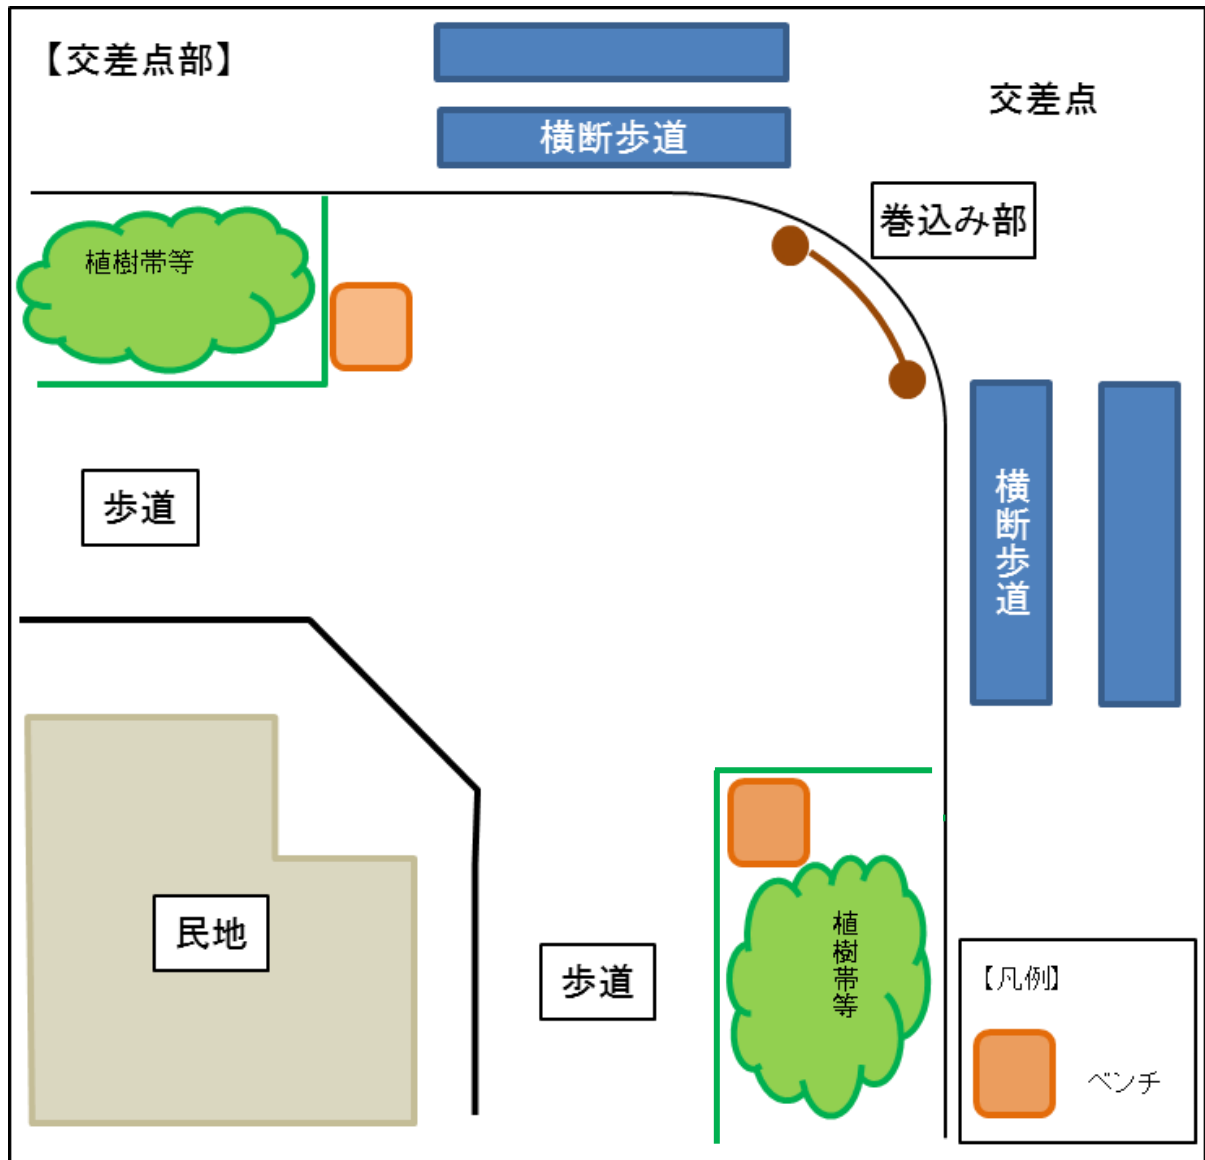 【交差点部】
横断歩道
交差点
巻込み部
植樹帯等
歩道
横断歩道
民地
歩道
植樹帯等
【凡例】
ベンチ